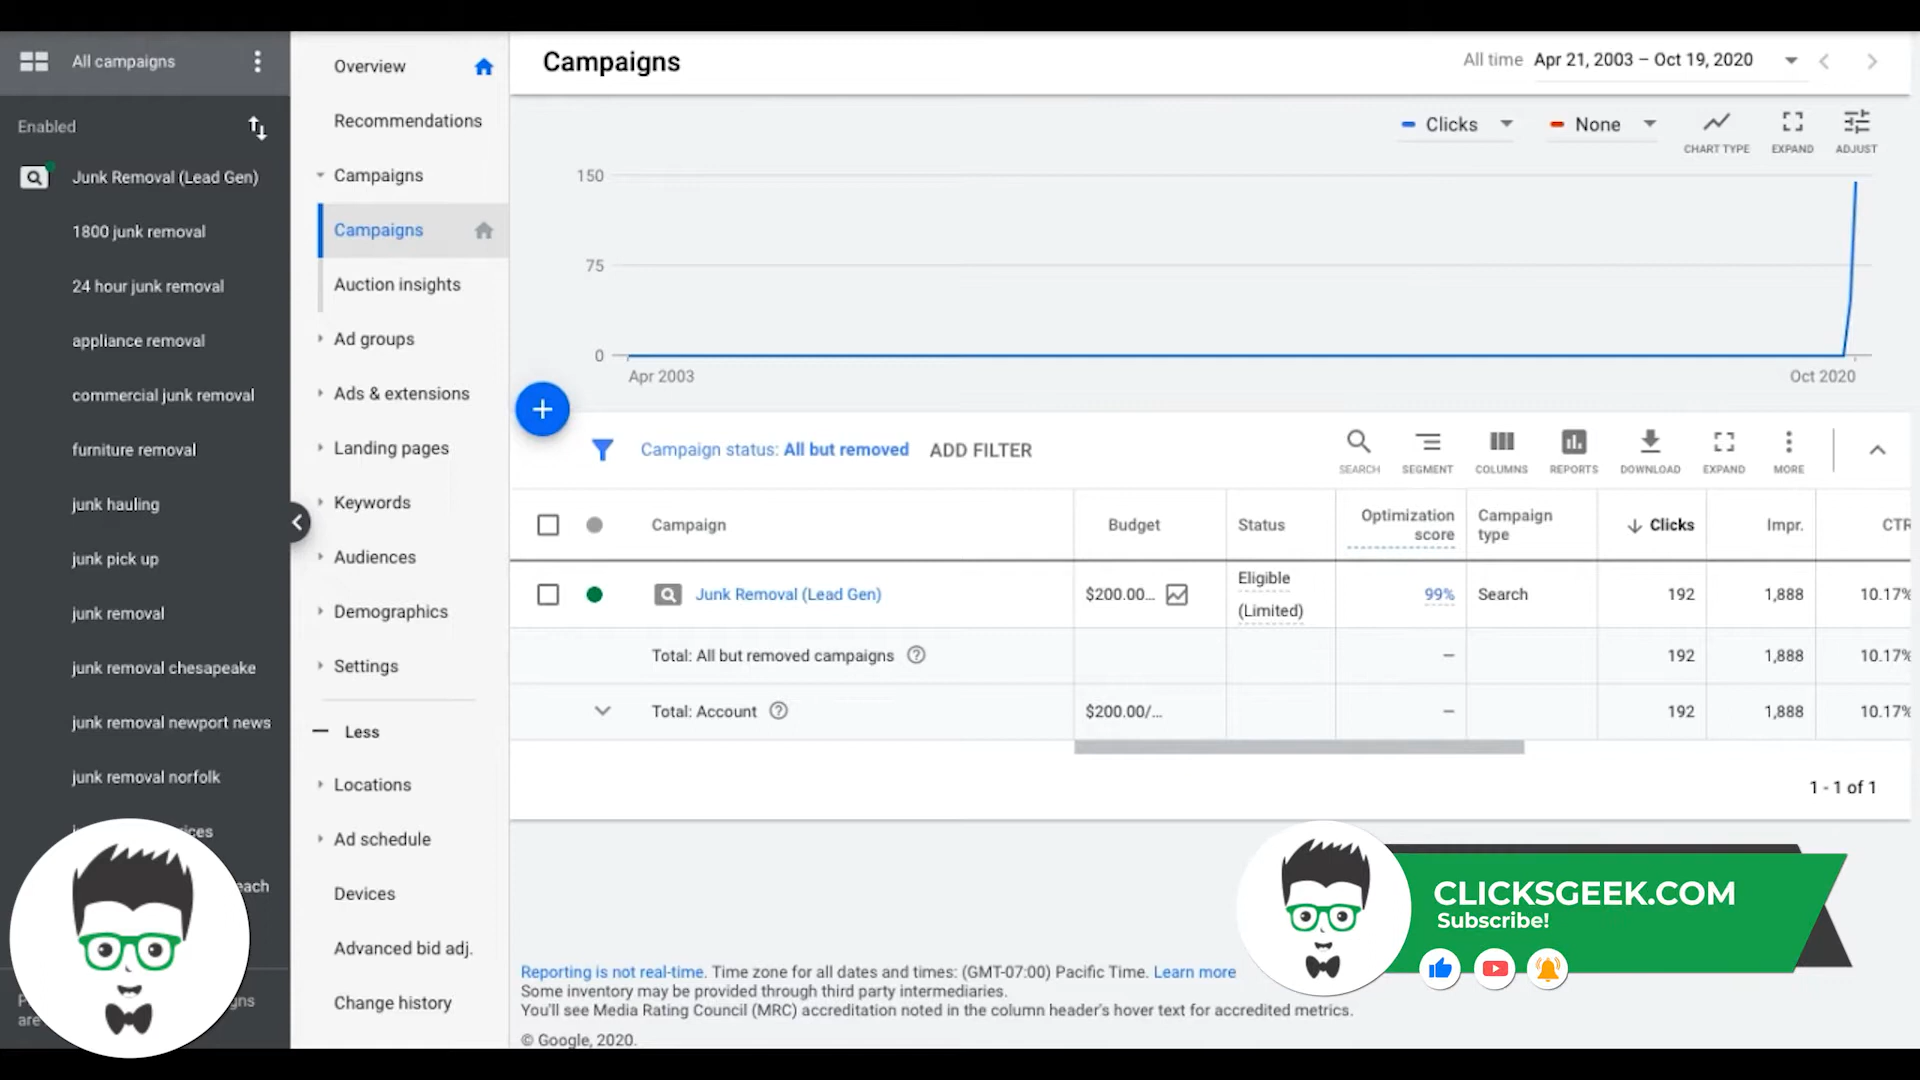 All campaigns
Enabled
Junk Removal (Lead Gen)
1800 junk removal
24 hour junk removal
appliance removal
commercial junk removal
furniture removal
junk hauling
junk pick up
junk removal
junk removal chesapeake
junk removal newport news
junk removal norfolk
Overview
Recommendations
Campaigns
Campaigns
Auction insights
Ad groups
Ads & extensions
Landing pages
Keywords
Audiences
Demographics
Settings
Less
Locations
Ad schedule
Devices
Advanced bid adj.
Change history
Campaigns
All time Apr 21, 2003 – Oct 19, 2020
Clicks
None
CHART TYPE
EXPAND
ADJUST
150
75
0
Apr 2003
Oct 2020
Campaign status: All but removed
ADD FILTER
SEARCH
SEGMENT
COLUMNS
REPORTS
DOWNLOAD
EXPAND
MORE
Campaign Budget Status Optimization score Campaign type Clicks Impr. CTR
Junk Removal (Lead Gen) $200.00... Eligible (Limited) 99% Search 192 1,888 10.17%
Total: All but removed campaigns – 192 1,888 10.17%
Total: Account $200.00/... – 192 1,888 10.17%
1 - 1 of 1
CLICKSGEEK.COM
Subscribe!
Reporting is not real-time. Time zone for all dates and times: (GMT-07:00) Pacific Time. Learn more
Some inventory may be provided through third party intermediaries.
You'll see Media Rating Council (MRC) accreditation noted in the column header's hover text for accredited metrics.
© Google, 2020.